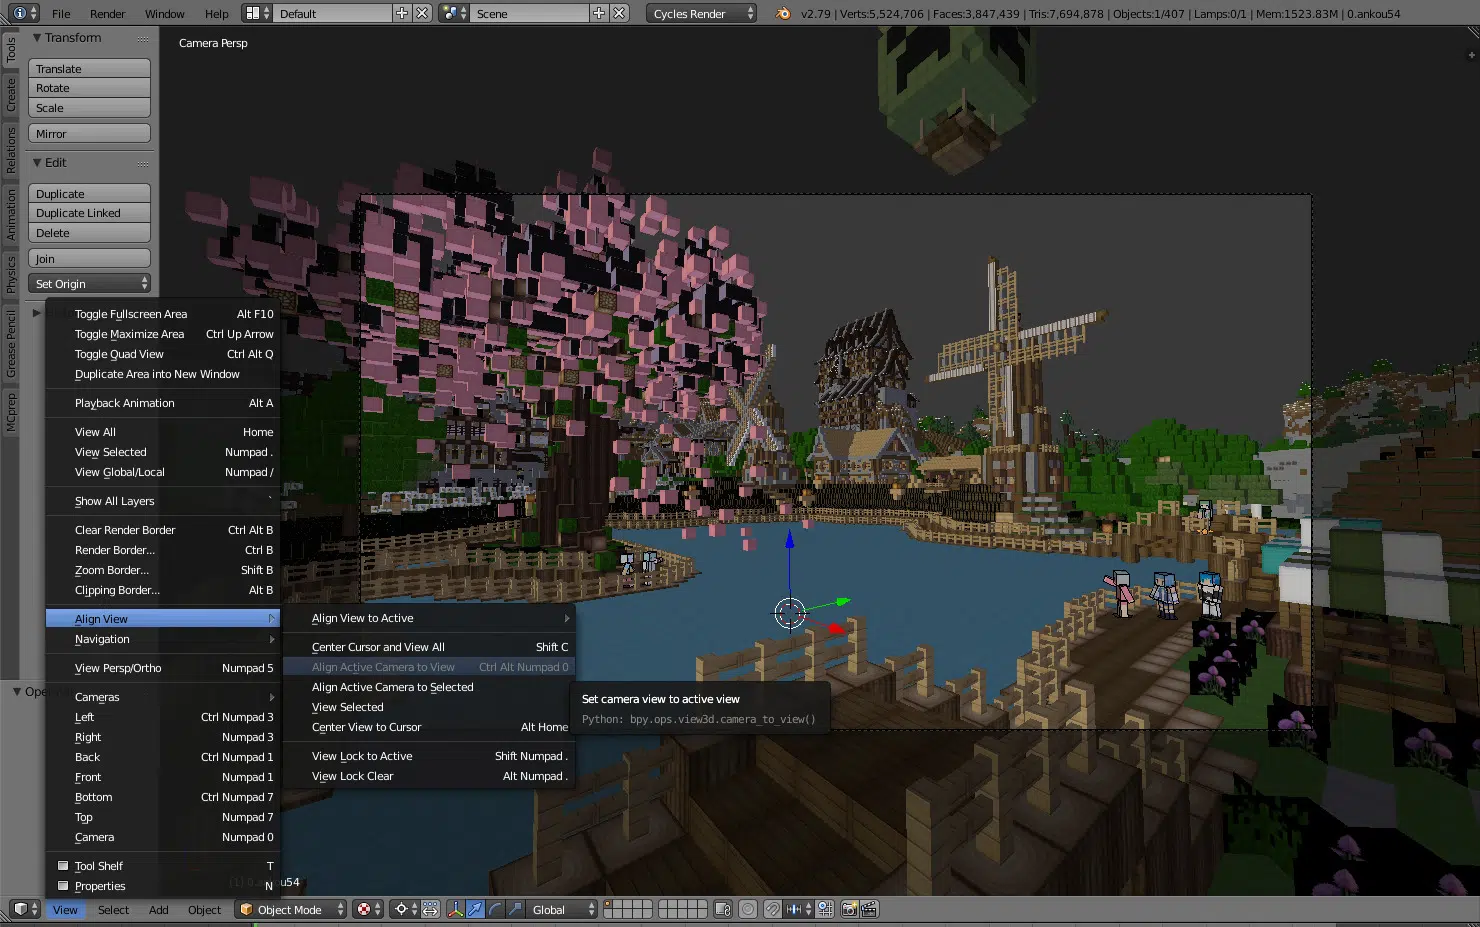 File Render Window Help Default Scene Cycles Render v2.79 | Verts:5,524,706 | Faces:3,847,439 | Tris:7,694,878 | Objects:1/407 | Lamps:0/1 | Mem:1523.83M | 0.ankou54
Camera Persp
Tools
Create
Relations
Animation
Physics
Grease Pencil
MCprep
Transform
Translate
Rotate
Scale
Mirror
Edit
Duplicate
Duplicate Linked
Delete
Join
Set Origin
Toggle Fullscreen Area Alt F10
Toggle Maximize Area Ctrl Up Arrow
Toggle Quad View Ctrl Alt Q
Duplicate Area into New Window
Playback Animation Alt A
View All Home
View Selected Numpad .
View Global/Local Numpad /
Show All Layers `
Clear Render Border Ctrl Alt B
Render Border... Ctrl B
Zoom Border... Shift B
Clipping Border... Alt B
Align View
Navigation
View Persp/Ortho Numpad 5
Cameras
Left Ctrl Numpad 3
Right Numpad 3
Back Ctrl Numpad 1
Front Numpad 1
Bottom Ctrl Numpad 7
Top Numpad 7
Camera Numpad 0
Tool Shelf T
Properties N
Align View to Active
Center Cursor and View All Shift C
Align Active Camera to View Ctrl Alt Numpad 0
Align Active Camera to Selected
View Selected
Center View to Cursor Alt Home
View Lock to Active Shift Numpad .
View Lock Clear Alt Numpad .
Set camera view to active view
Python: bpy.ops.view3d.camera_to_view()
(1) 0.ankou54
View Select Add Object Object Mode Global